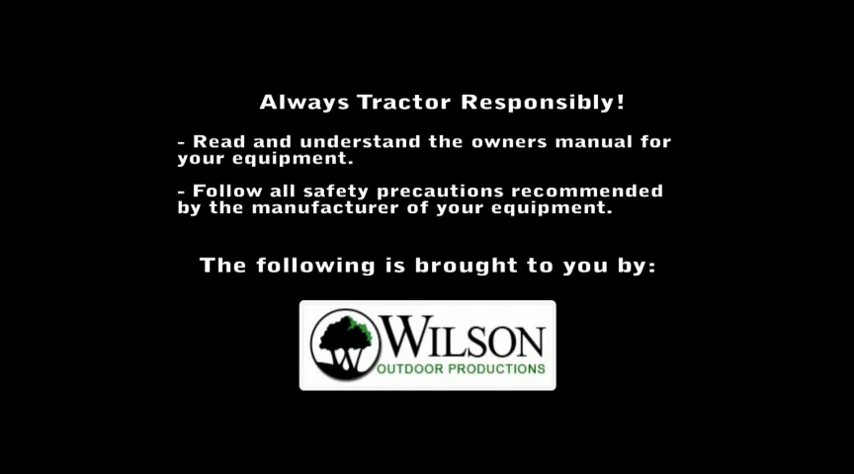 Always Tractor Responsibly!
- Read and understand the owners manual for
your equipment.
- Follow all safety precautions recommended
by the manufacturer of your equipment.
The following is brought to you by:
WILSON
OUTDOOR PRODUCTIONS